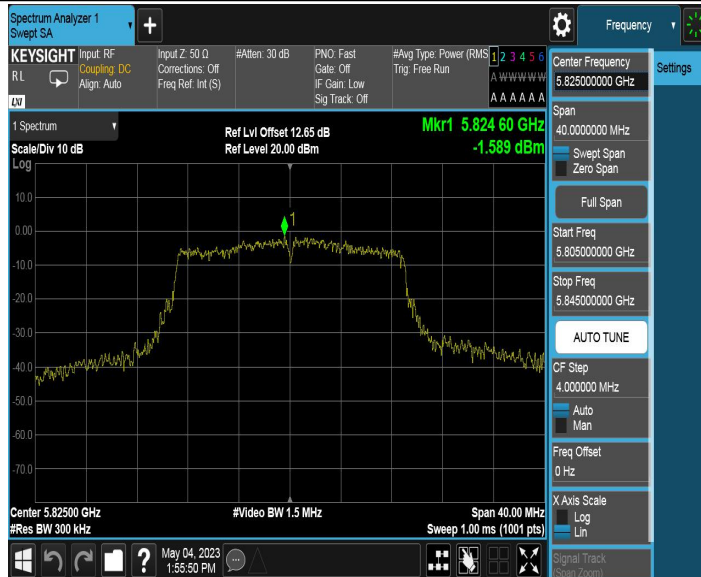 Spectrum Analyzer 1
Swept SA
+
Frequency
KEYSIGHT
RL
LXI
Input: RF
Coupling: DC
Align: Auto
Input Z: 50 Ω
Corrections: Off
Freq Ref: Int (S)
#Atten: 30 dB
PNO: Fast
Gate: Off
IF Gain: Low
Sig Track: Off
#Avg Type: Power (RMS
Trig: Free Run
1 2 3 4 5 6
A W W W W W
A A A A A A
1 Spectrum
Scale/Div 10 dB
Log
Ref Lvl Offset 12.65 dB
Ref Level 20.00 dBm
Mkr1 5.824 60 GHz
-1.589 dBm
1
10.0
0.00
-10.0
-20.0
-30.0
-40.0
-50.0
-60.0
-70.0
Center 5.82500 GHz
#Res BW 300 kHz
#Video BW 1.5 MHz
Span 40.00 MHz
Sweep 1.00 ms (1001 pts)
?
May 04, 2023
1:55:50 PM
Center Frequency
5.825000000 GHz
Settings
Span
40.0000000 MHz
Swept Span
Zero Span
Full Span
Start Freq
5.805000000 GHz
Stop Freq
5.845000000 GHz
AUTO TUNE
CF Step
4.000000 MHz
Auto
Man
Freq Offset
0 Hz
X Axis Scale
Log
Lin
Signal Track
(Span Zoom)